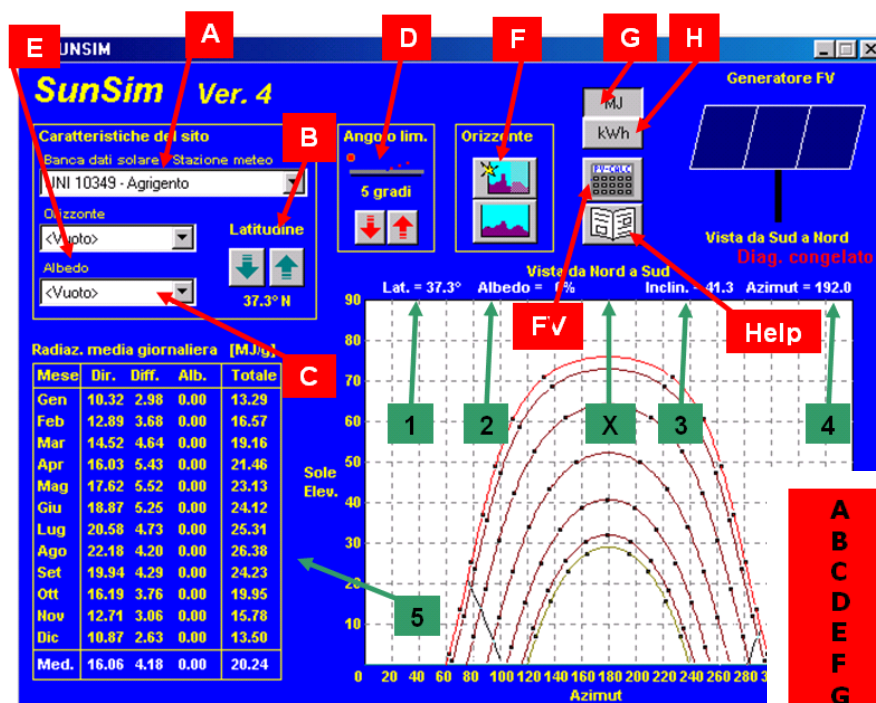 E A D F G H
UNSIM
SunSim Ver. 4
Generatore FV
MJ
kWh
Caratteristiche del sito
Banca dati solare - Stazione meteo
UNI 10349 - Agrigento
B
Angolo lim.
5 gradi
Orizzonte
FV-CALC
Orizzonte
<Vuoto>
Latitudine
37.3° N
Albedo
<Vuoto>
Vista da Sud a Nord
Diag. congelato
Vista da Nord a Sud
Lat. = 37.3° Albedo = 0% Inclin. = 41.3 Azimut = 192.0
FV
Help
C
1 2 X 3 4
5
Radiaz. media giornaliera [MJ/g]
Mese Dir. Diff. Alb. Totale
Gen 10.32 2.98 0.00 13.29
Feb 12.89 3.68 0.00 16.57
Mar 14.52 4.64 0.00 19.16
Apr 16.03 5.43 0.00 21.46
Mag 17.62 5.52 0.00 23.13
Giu 18.87 5.25 0.00 24.12
Lug 20.58 4.73 0.00 25.31
Ago 22.18 4.20 0.00 26.38
Set 19.94 4.29 0.00 24.23
Ott 16.19 3.76 0.00 19.95
Nov 12.71 3.06 0.00 15.78
Dic 10.87 2.63 0.00 13.50
Med. 16.06 4.18 0.00 20.24
Sole
Elev.
90
80
70
60
50
40
30
20
10
0 20 40 60 80 100 120 140 160 180 200 220 240 260 280
Azimut
A
B
C
D
E
F
G